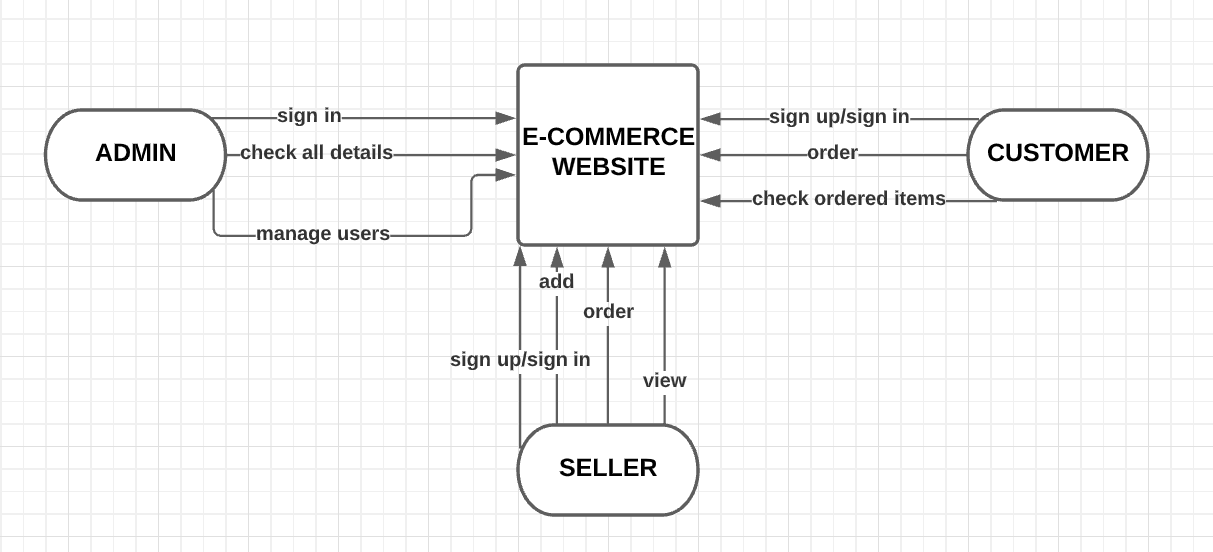 ADMIN
sign in
check all details
manage users
E-COMMERCE
WEBSITE
sign up/sign in
order
check ordered items
CUSTOMER
add
order
sign up/sign in
view
SELLER